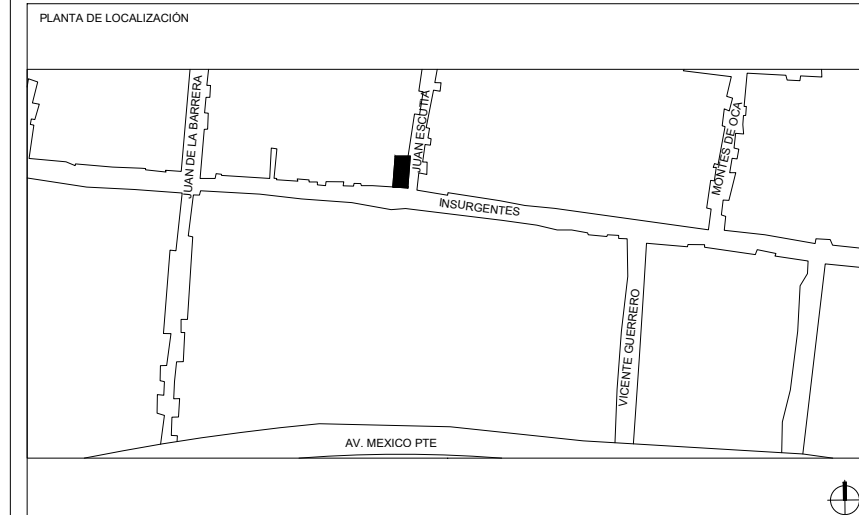 PLANTA DE LOCALIZACIÓN
JUAN DE LA BARRERA
JUAN ESCUTIA
MONTES DE OCA
INSURGENTES
VICENTE GUERRERO
AV. MEXICO PTE